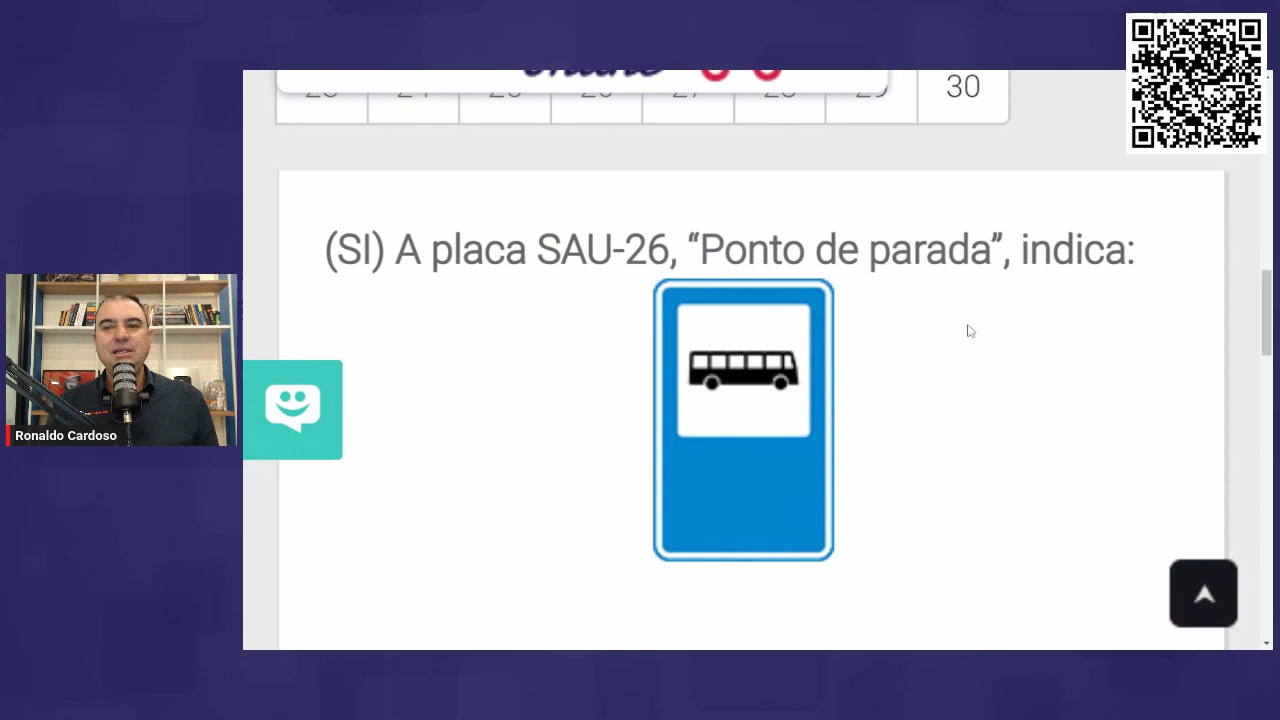 30
(SI) A placa SAU-26, “Ponto de parada”, indica:
Ronaldo Cardoso